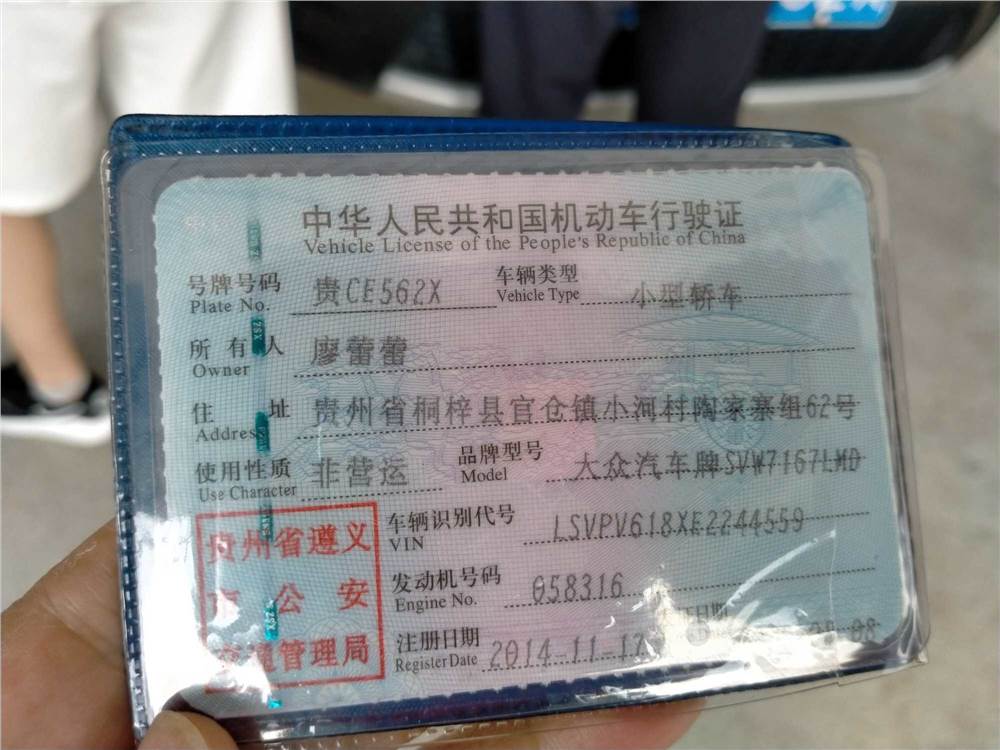 中华人民共和国机动车行驶证
Vehicle License of the People's Republic of China
号牌号码 贵CE562X 车辆类型 小型轿车
Plate No. Vehicle Type
所有人 廖蕾蕾
Owner
住址 贵州省桐梓县官仓镇小河村陶家寨组62号
Address
使用性质 非营运 品牌型号 大众汽车牌SVW7167LMD
Use Character Model
贵州省遵义
市公安
交通管理局
车辆识别代号 LSVPV618XE2244559
VIN
发动机号码 058316
Engine No.
注册日期 2014-11-17
Register Date
日期
08